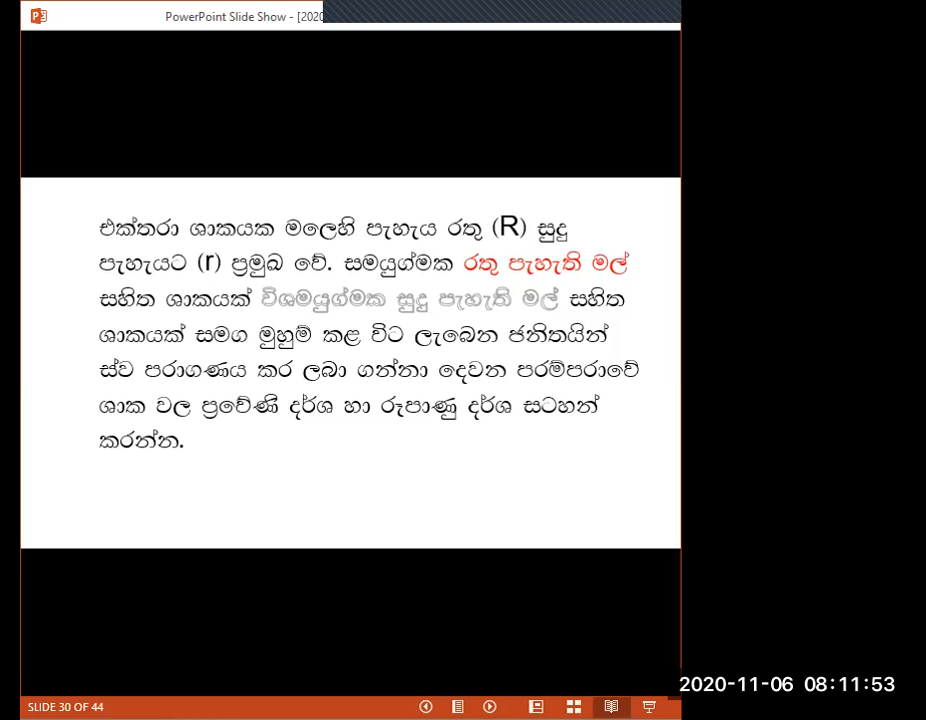 PowerPoint Slide Show - [2020
එක්තරා ශාකයක මලෙහි පැහැය රතු (R) සුදු
පැහැයට (r) ප්‍රමුඛ වේ. සමයුග්මක රතු පැහැති මල්
සහිත ශාකයක් විශමයුග්මක සුදු පැහැති මල් සහිත
ශාකයක් සමග මුහුම් කළ විට ලැබෙන ජනිතයින්
ස්ව පරාගණය කර ලබා ගන්නා දෙවන පරම්පරාවේ
ශාක වල ප්‍රවේණි දර්ශ හා රූපාණු දර්ශ සටහන්
කරන්න.
2020-11-06 08:11:53
SLIDE 30 OF 44